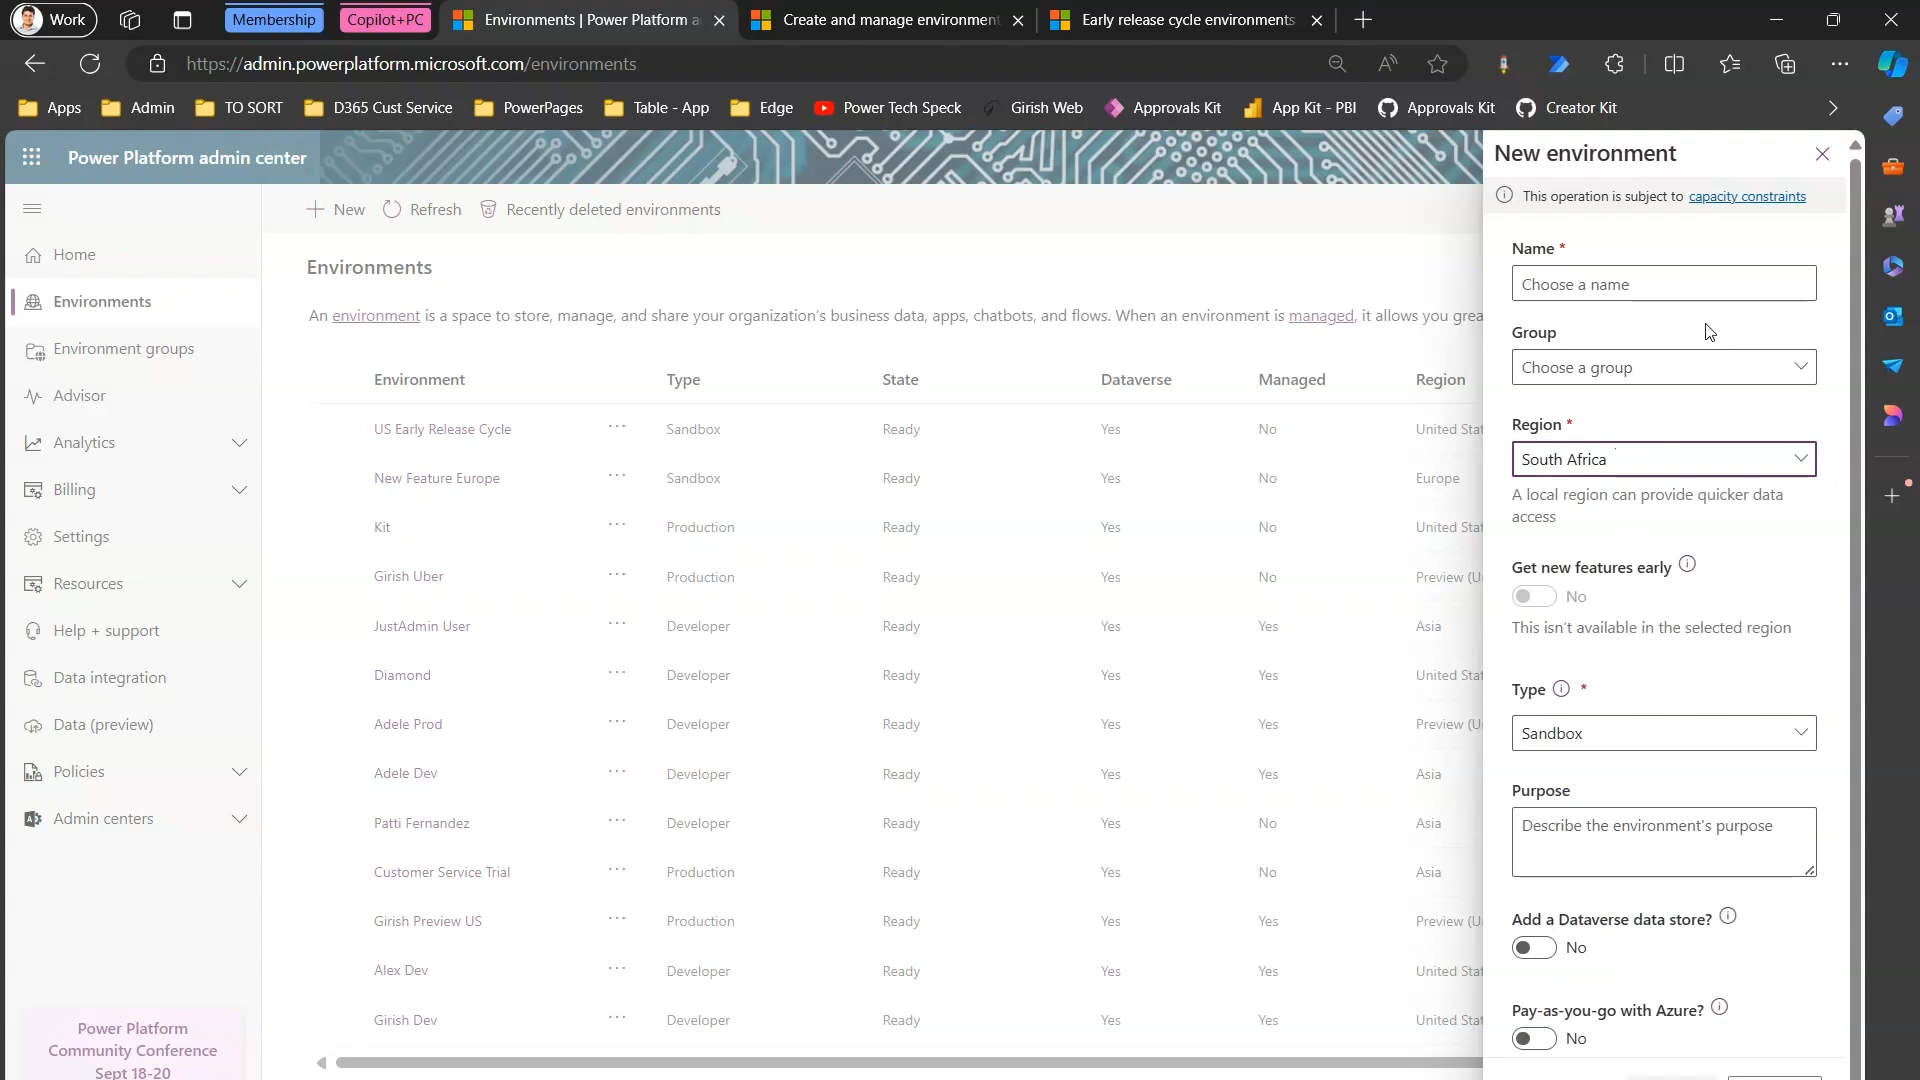 Work
Membership
Copilot+PC
Environments | Power Platform a
Create and manage environmen
Early release cycle environments
https://admin.powerplatform.microsoft.com/environments
Apps
Admin
TO SORT
D365 Cust Service
PowerPages
Table - App
Edge
Power Tech Speck
Girish Web
Approvals Kit
App Kit - PBI
Approvals Kit
Creator Kit
Power Platform admin center
New
Refresh
Recently deleted environments
Home
Environments
Environment groups
Advisor
Analytics
Billing
Settings
Resources
Help + support
Data integration
Data (preview)
Policies
Admin centers
Power Platform
Community Conference
Sept 18-20
Environments
An environment is a space to store, manage, and share your organization's business data, apps, chatbots, and flows. When an environment is managed, it allows you grea
Environment Type State Dataverse Managed Region
US Early Release Cycle ... Sandbox Ready Yes No United Stat
New Feature Europe ... Sandbox Ready Yes No Europe
Kit ... Production Ready Yes No United Stat
Girish Uber ... Production Ready Yes No Preview (U
JustAdmin User ... Developer Ready Yes Yes Asia
Diamond ... Developer Ready Yes Yes United Stat
Adele Prod ... Developer Ready Yes Yes Preview (U
Adele Dev ... Developer Ready Yes Yes Asia
Patti Fernandez ... Developer Ready Yes No Asia
Customer Service Trial ... Production Ready Yes No Asia
Girish Preview US ... Production Ready Yes Yes Preview (U
Alex Dev ... Developer Ready Yes Yes United Stat
Girish Dev ... Developer Ready Yes Yes United Stat
New environment
This operation is subject to capacity constraints
Name *
Choose a name
Group
Choose a group
Region *
South Africa
A local region can provide quicker data
access
Get new features early
No
This isn't available in the selected region
Type *
Sandbox
Purpose
Describe the environment's purpose
Add a Dataverse data store?
No
Pay-as-you-go with Azure?
No